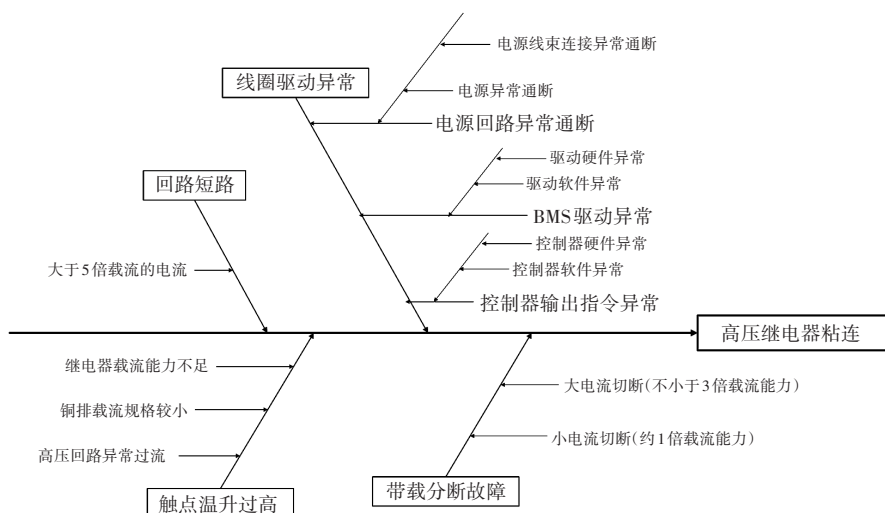 电源线束连接异常通断
线圈驱动异常
电源异常通断
电源回路异常通断
驱动硬件异常
回路短路
驱动软件异常
BMS驱动异常
控制器硬件异常
大于5倍载流的电流
控制器软件异常
控制器输出指令异常
高压继电器粘连
继电器载流能力不足
大电流切断(不小于3倍载流能力)
铜排载流规格较小
小电流切断(约1倍载流能力)
高压回路异常过流
带载分断故障
触点温升过高